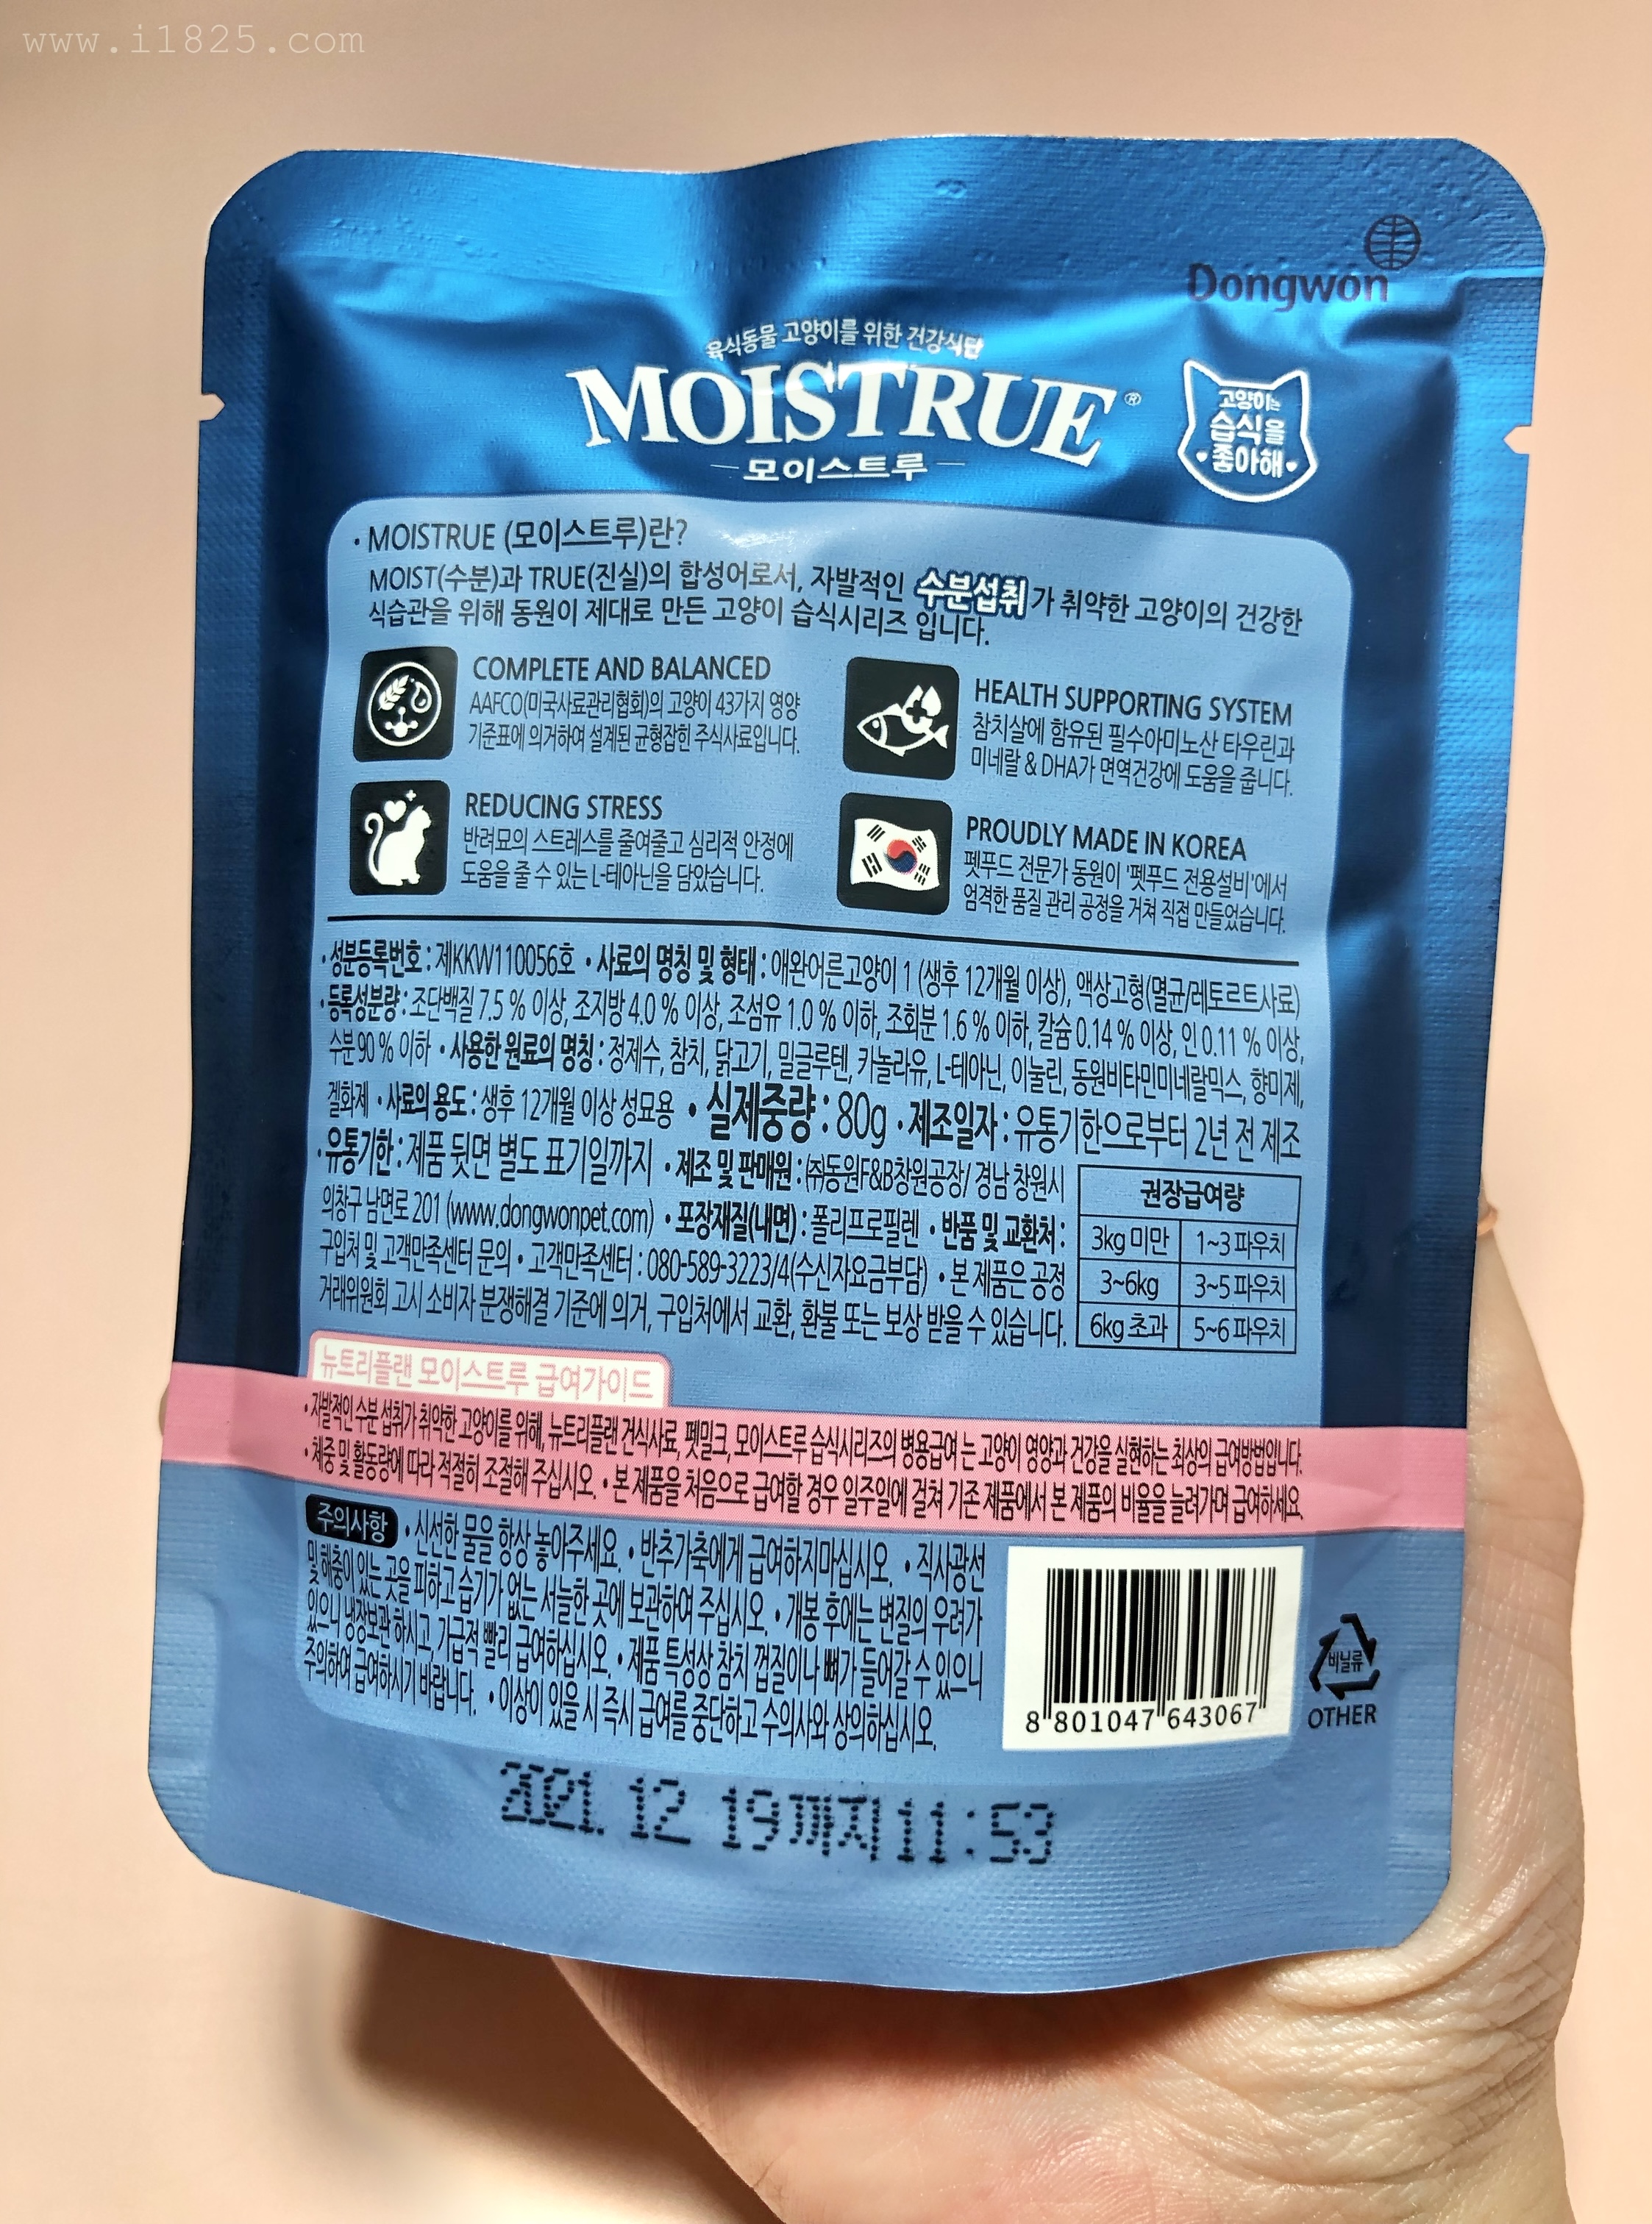 www.i1825.com
Dongwon
육식동물 고양이를 위한 건강식단
MOISTRUE®
모이스트루
고양이는
습식을
좋아해
· MOISTRUE (모이스트루)란?
MOIST(수분)과 TRUE(진실)의 합성어로서, 자발적인 수분섭취가 취약한 고양이의 건강한
식습관을 위해 동원이 제대로 만든 고양이 습식시리즈 입니다.
COMPLETE AND BALANCED
AAFCO(미국사료관리협회)의 고양이 43가지 영양
기준표에 의거하여 설계된 균형잡힌 주식사료입니다.
HEALTH SUPPORTING SYSTEM
참치살에 함유된 필수아미노산 타우린과
미네랄 & DHA가 면역건강에 도움을 줍니다.
REDUCING STRESS
반려묘의 스트레스를 줄여줄고 심리적 안정에
도움을 줄 수 있는 L-테아닌을 담았습니다.
PROUDLY MADE IN KOREA
펫푸드 전문가 동원이 '펫푸드 전용설비'에서
엄격한 품질 관리 공정을 거쳐 직접 만들었습니다.
· 성분등록번호 : 제KKW110056호 · 사료의 명칭 및 형태 : 애완어른고양이 1 (생후 12개월 이상), 액상고형(멸균/레토르트사료)
· 등록성분량 : 조단백질 7.5 % 이상, 조지방 4.0 % 이상, 조섬유 1.0 % 이하, 조회분 1.6 % 이하, 칼슘 0.14 % 이상, 인 0.11 % 이상,
수분 90 % 이하 · 사용한 원료의 명칭 : 정제수, 참치, 닭고기, 밀글루텐, 카놀라유, L-테아닌, 이눌린, 동원비타민미네랄믹스, 향미제,
겔화제 · 사료의 용도 : 생후 12개월 이상 성묘용 · 실제중량 : 80g · 제조일자 : 유통기한으로부터 2년 전 제조
· 유통기한 : 제품 뒷면 별도 표기일까지 · 제조 및 판매원 : ㈜동원F&B창원공장/ 경남 창원시
의창구 남면로 201 (www.dongwonpet.com) · 포장재질(내면) : 폴리프로필렌 · 반품 및 교환처 :
구입처 및 고객만족센터 문의 · 고객만족센터 : 080-589-3223/4(수신자요금부담) · 본 제품은 공정
거래위원회 고시 소비자 분쟁해결 기준에 의거, 구입처에서 교환, 환불 또는 보상 받을 수 있습니다.
권장급여량
3kg 미만 1~3 파우치
3~6kg 3~5 파우치
6kg 초과 5~6 파우치
뉴트리플랜 모이스트루 급여가이드
· 자발적인 수분 섭취가 취약한 고양이를 위해, 뉴트리플랜 건식사료, 펫밀크, 모이스트루 습식시리즈의 병용급여 는 고양이 영양과 건강을 실현하는 최상의 급여방법입니다.
· 체중 및 활동량에 따라 적절히 조절해 주십시오. · 본 제품을 처음으로 급여할 경우 일주일에 걸쳐 기존 제품에서 본 제품의 비율을 늘려가며 급여하세요.
주의사항 · 신선한 물을 항상 놓아주세요. · 반추가축에게 급여하지마십시오. · 직사광선
및 해충이 있는 곳을 피하고 습기가 없는 서늘한 곳에 보관하여 주십시오. · 개봉 후에는 변질의 우려가
있으니 냉장보관 하시고, 가급적 빨리 급여하십시오. · 제품 특성상 참치 껍질이나 뼈가 들어갈 수 있으니
주의하여 급여하시기 바랍니다. · 이상이 있을 시 즉시 급여를 중단하고 수의사와 상의하십시오.
8 801047 643067
비닐류
OTHER
2021. 12 19까지11:53